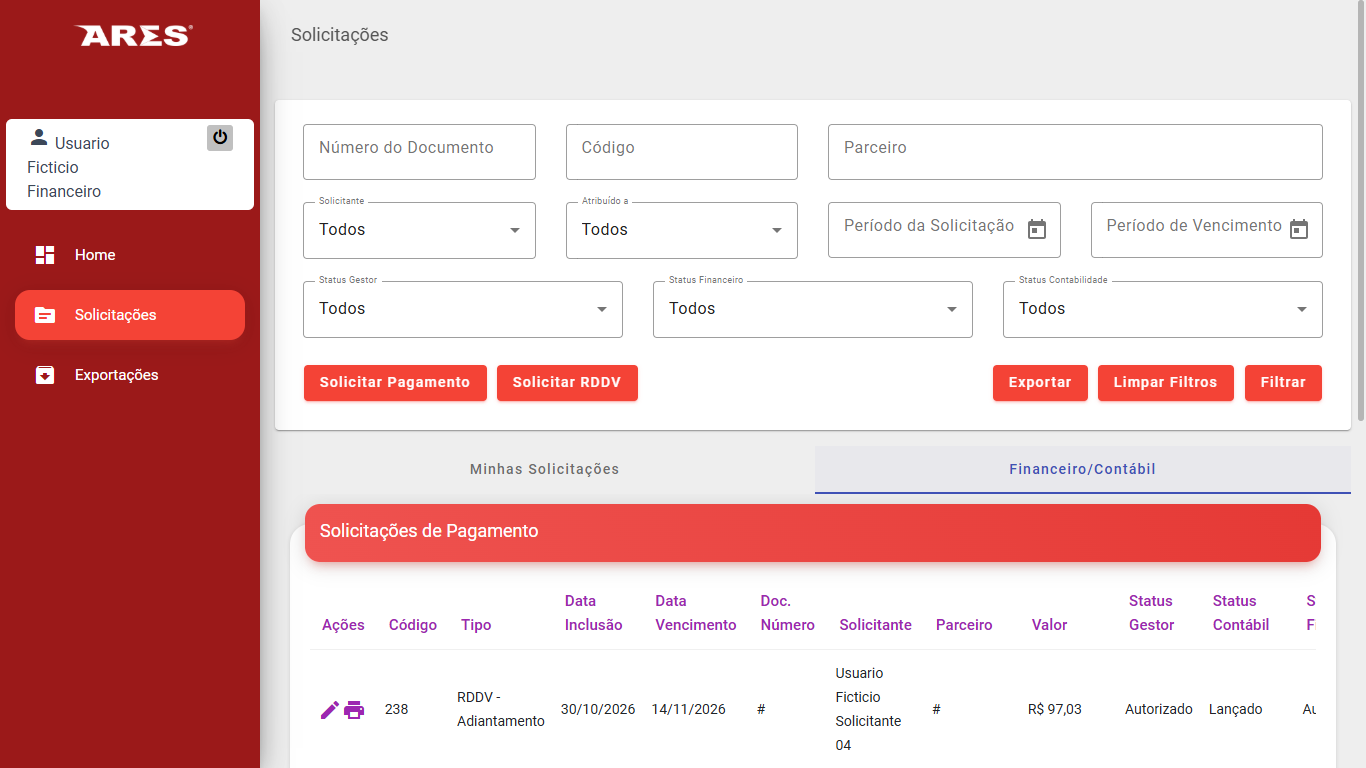 ARES
Solicitações
Usuario
Ficticio
Financeiro
Home
Solicitações
Exportações
Número do Documento
Código
Parceiro
Solicitante
Todos
Atribuído a
Todos
Período da Solicitação
Período de Vencimento
Status Gestor
Todos
Status Financeiro
Todos
Status Contabilidade
Todos
Solicitar Pagamento
Solicitar RDDV
Exportar
Limpar Filtros
Filtrar
Minhas Solicitações
Financeiro/Contábil
Solicitações de Pagamento
Ações
Código
Tipo
Data
Inclusão
Data
Vencimento
Doc.
Número
Solicitante
Parceiro
Valor
Status
Gestor
Status
Contábil
238
RDDV -
Adiantamento
30/10/2026
14/11/2026
#
Usuario
Ficticio
Solicitante
04
#
R$ 97,03
Autorizado
Lançado